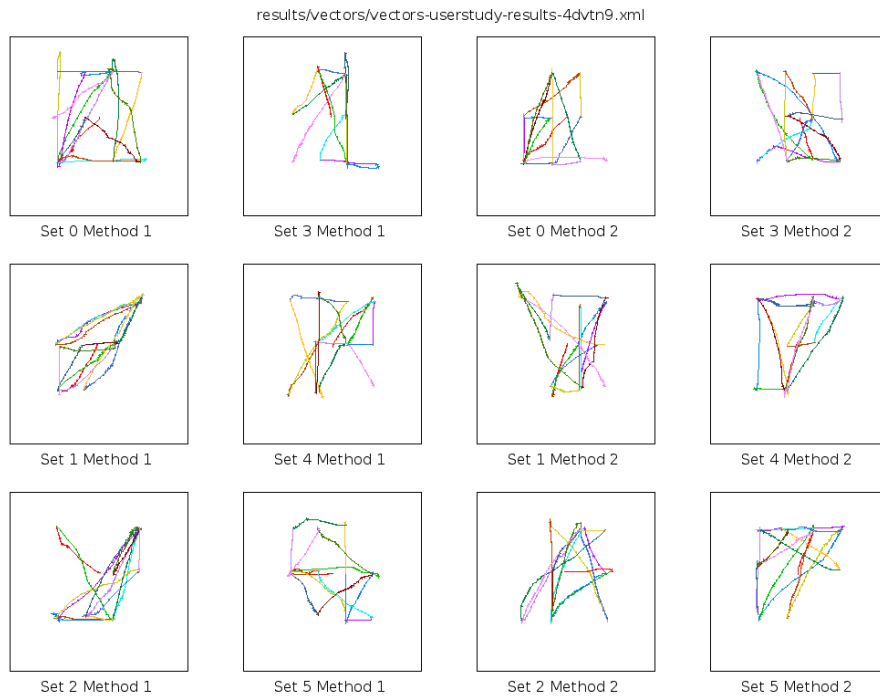 results/vectors/vectors-userstudy-results-4dvtn9.xml
Set 0 Method 1
Set 3 Method 1
Set 0 Method 2
Set 3 Method 2
Set 1 Method 1
Set 4 Method 1
Set 1 Method 2
Set 4 Method 2
Set 2 Method 1
Set 5 Method 1
Set 2 Method 2
Set 5 Method 2